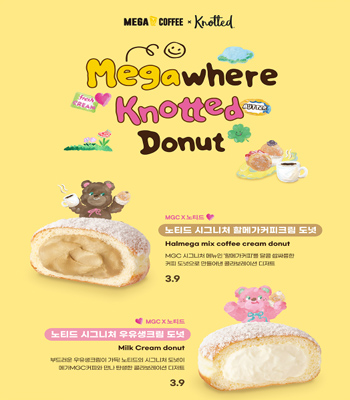 MEGA COFFEE × Knotted.
Megawhere
fresh CREAM
Knotted
Donut
MGC X 노티드
노티드 시그니처 할메가커피크림 도넛
Halmega mix coffee cream donut
MGC 시그니처 메뉴인 '할메가커피'를 달콤 쌉싸름한
커피 도넛으로 만들어낸 콜라보레이션 디저트
3.9
MGC X 노티드
노티드 시그니처 우유생크림 도넛
Milk Cream donut
부드러운 우유생크림이 가득! 노티드의 시그니처 도넛이
메가MGC커피와 만나 탄생한 콜라보레이션 디저트
3.9